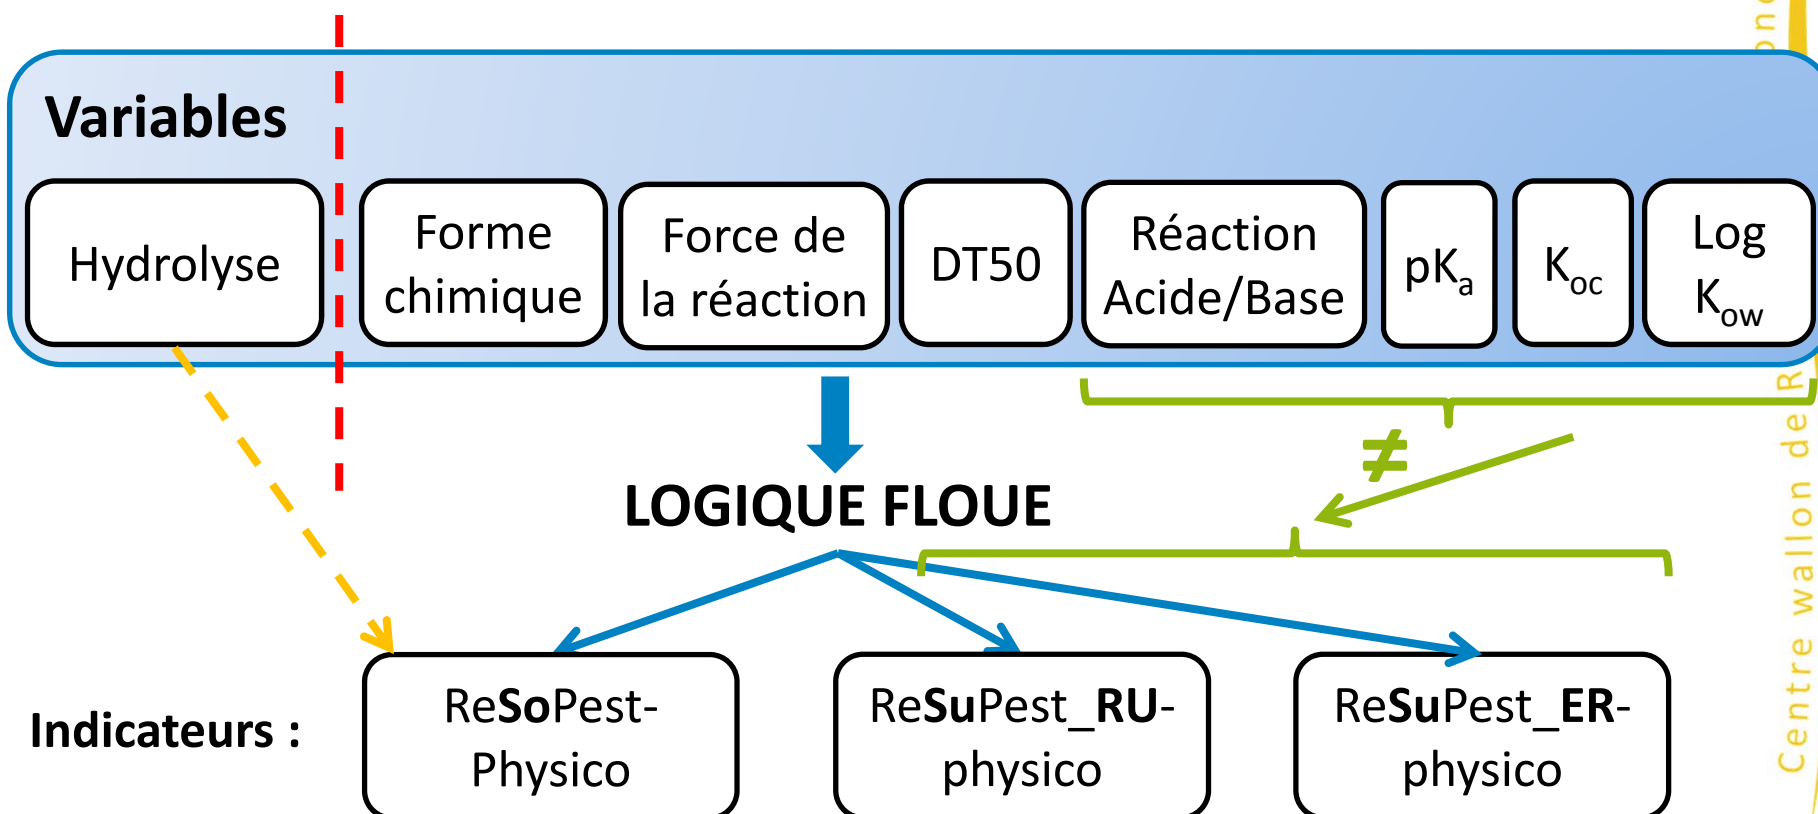 Variables
Hydrolyse
Forme
chimique
Force de
la réaction
DT50
Réaction
Acide/Base
pKa
Koc
Log
Kow
≠
LOGIQUE FLOUE
Indicateurs :
ReSoPest-
Physico
ReSuPest_RU-
physico
ReSuPest_ER-
physico
Centre wallon de R